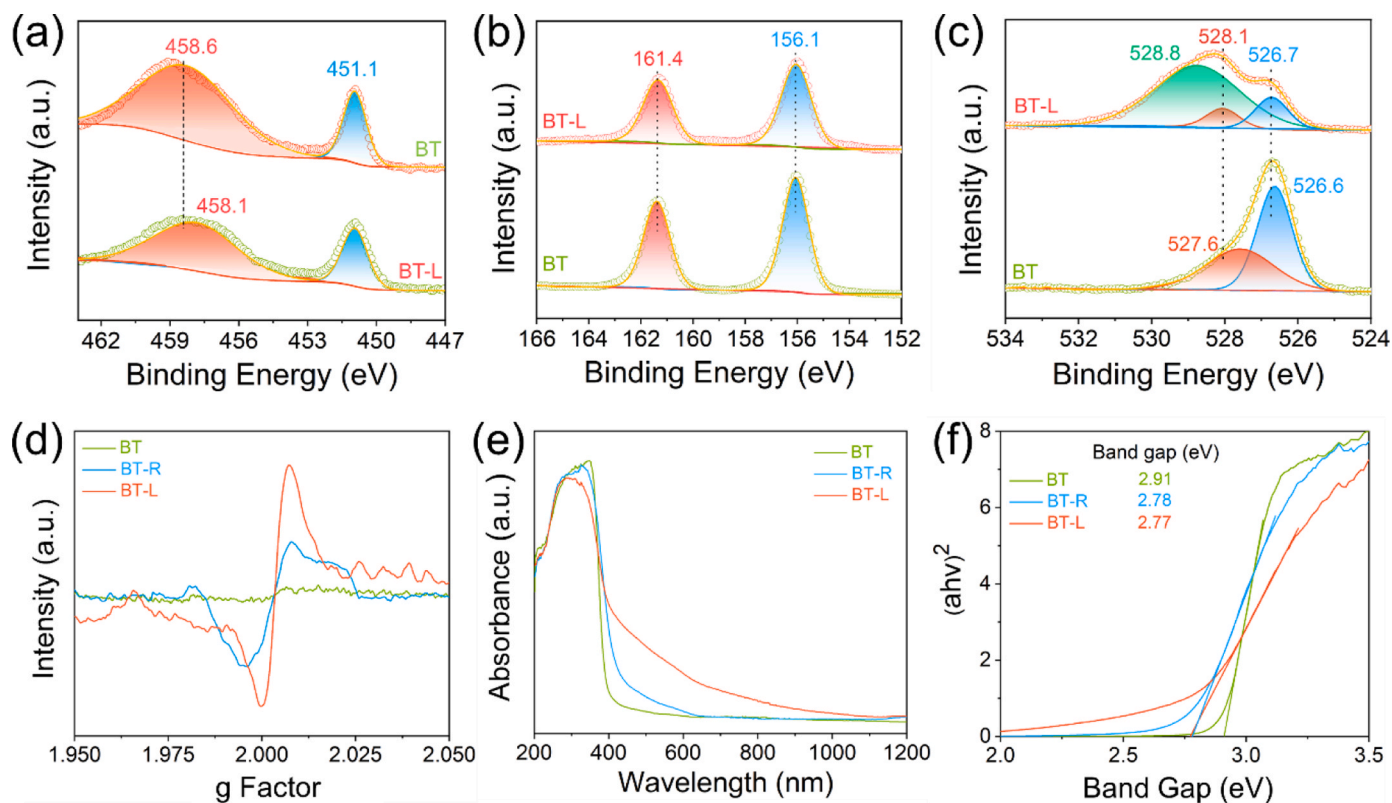 (a)
458.6
451.1
BT
458.1
BT-L
Intensity (a.u.)
462 459 456 453 450 447
Binding Energy (eV)
(b)
161.4
156.1
BT-L
BT
Intensity (a.u.)
166 164 162 160 158 156 154 152
Binding Energy (eV)
(c)
528.1
528.8
526.7
BT-L
526.6
527.6
BT
Intensity (a.u.)
534 532 530 528 526 524
Binding Energy (eV)
(d)
BT
BT-R
BT-L
Intensity (a.u.)
1.950 1.975 2.000 2.025 2.050
g Factor
(e)
BT
BT-R
BT-L
Absorbance (a.u.)
200 400 600 800 1000 1200
Wavelength (nm)
(f)
Band gap (eV)
BT 2.91
BT-R 2.78
BT-L 2.77
(ahv)²
8
6
4
2
0
2.0 2.5 3.0 3.5
Band Gap (eV)